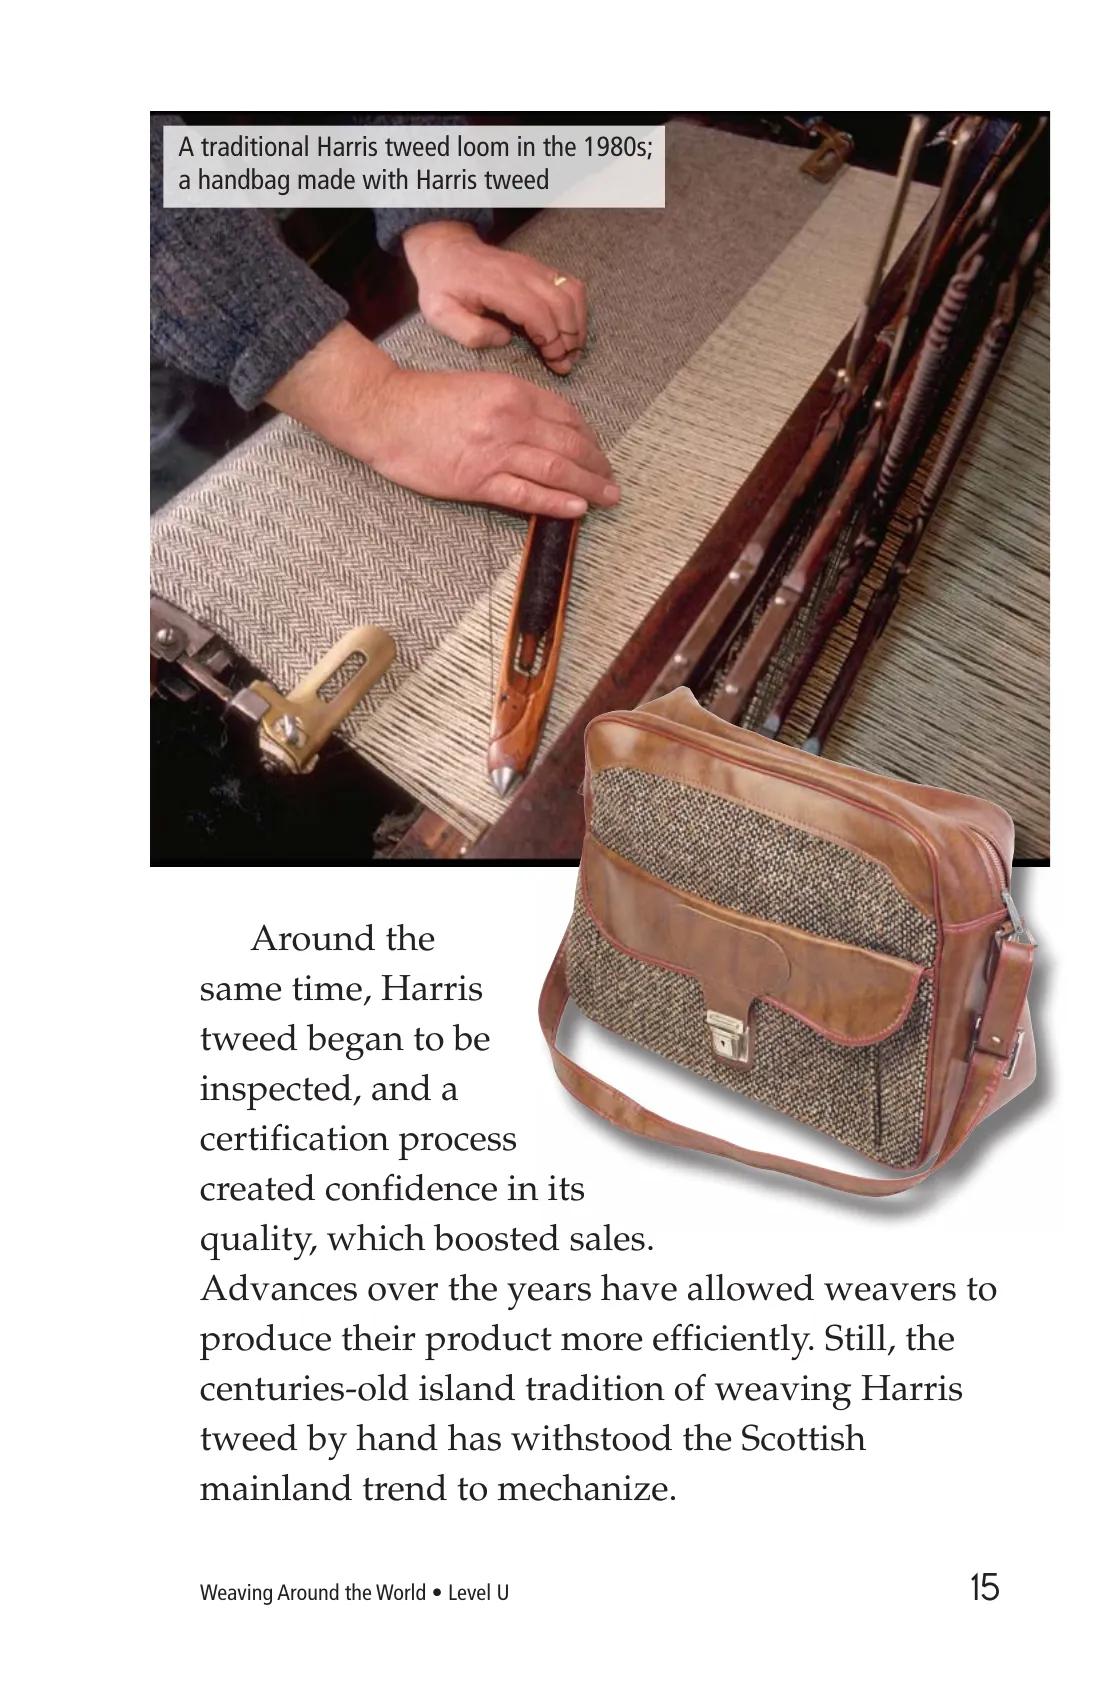 A traditional Harris tweed loom in the 1980s;
a handbag made with Harris tweed
Around the
same time, Harris
tweed began to be
inspected, and a
certification process
created confidence in its
quality, which boosted sales.
Advances over the years have allowed weavers to
produce their product more efficiently. Still, the
centuries-old island tradition of weaving Harris
tweed by hand has withstood the Scottish
mainland trend to mechanize.
Weaving Around the World • Level U
15